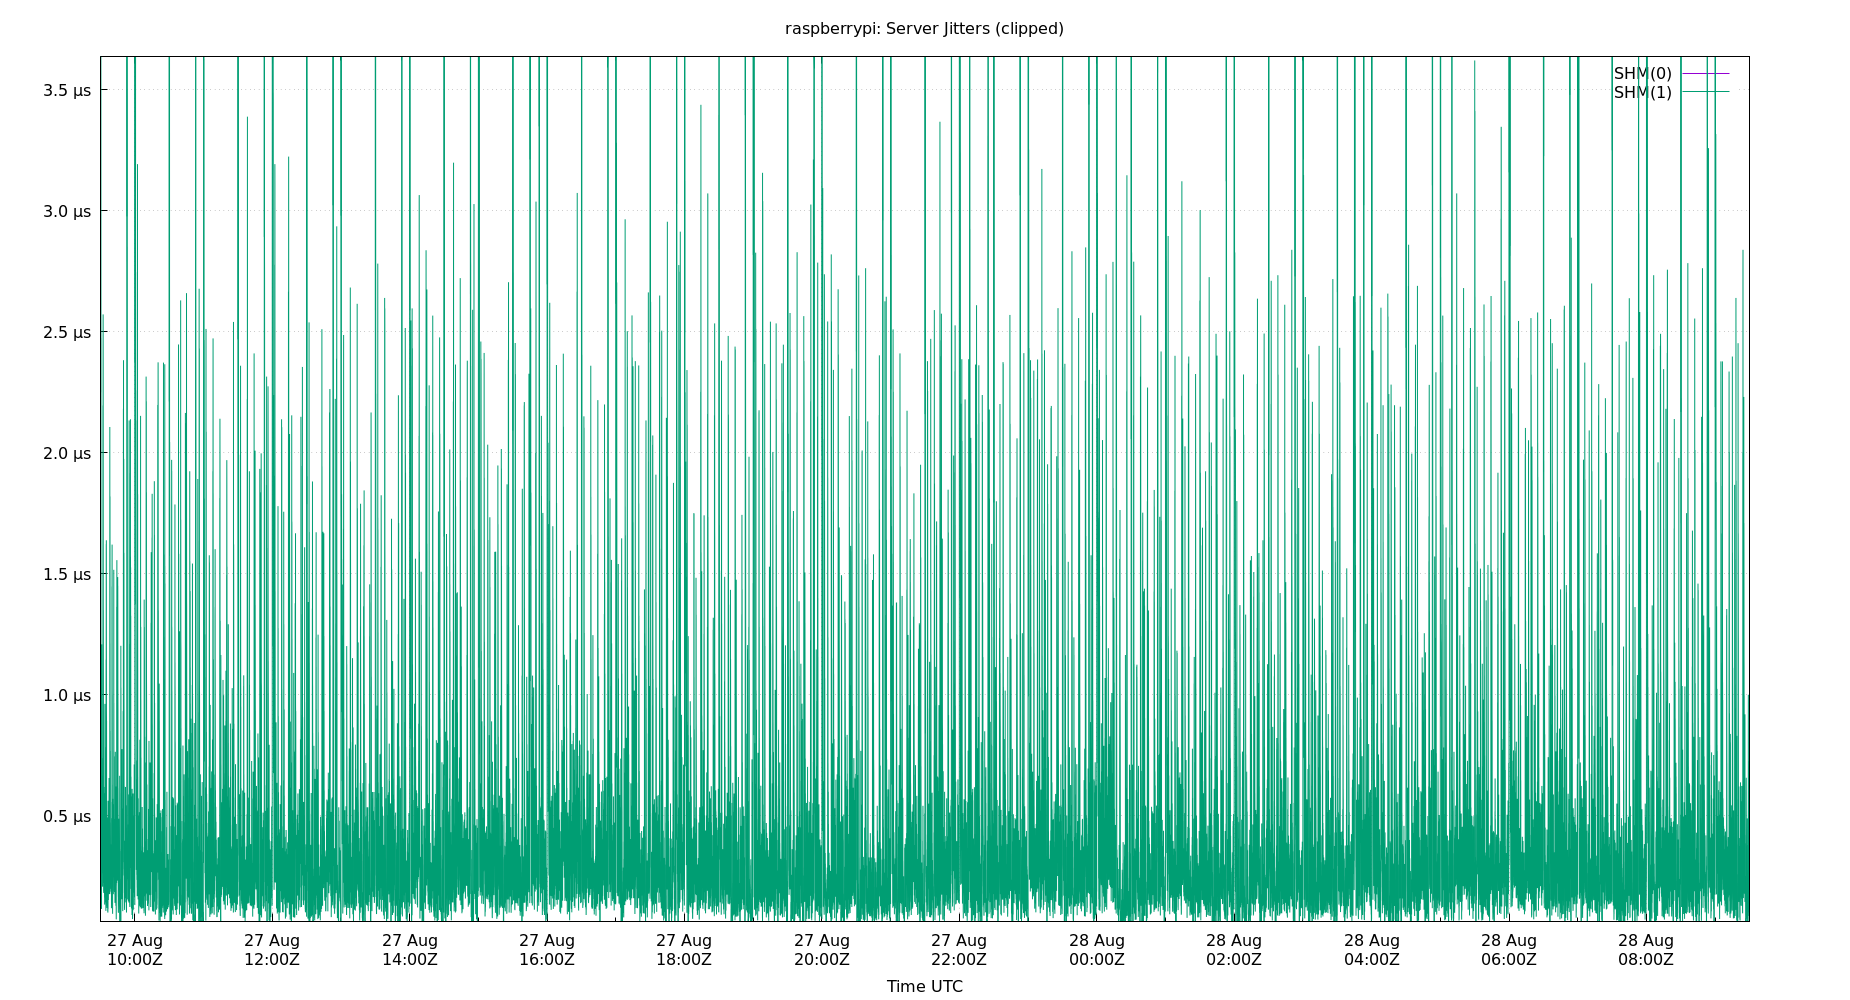 raspberrypi: Server Jitters (clipped)
SHM(0)
SHM(1)
3.5 µs
3.0 µs
2.5 µs
2.0 µs
1.5 µs
1.0 µs
0.5 µs
27 Aug 27 Aug 27 Aug 27 Aug 27 Aug 27 Aug 27 Aug 28 Aug 28 Aug 28 Aug 28 Aug 28 Aug
10:00Z 12:00Z 14:00Z 16:00Z 18:00Z 20:00Z 22:00Z 00:00Z 02:00Z 04:00Z 06:00Z 08:00Z
Time UTC